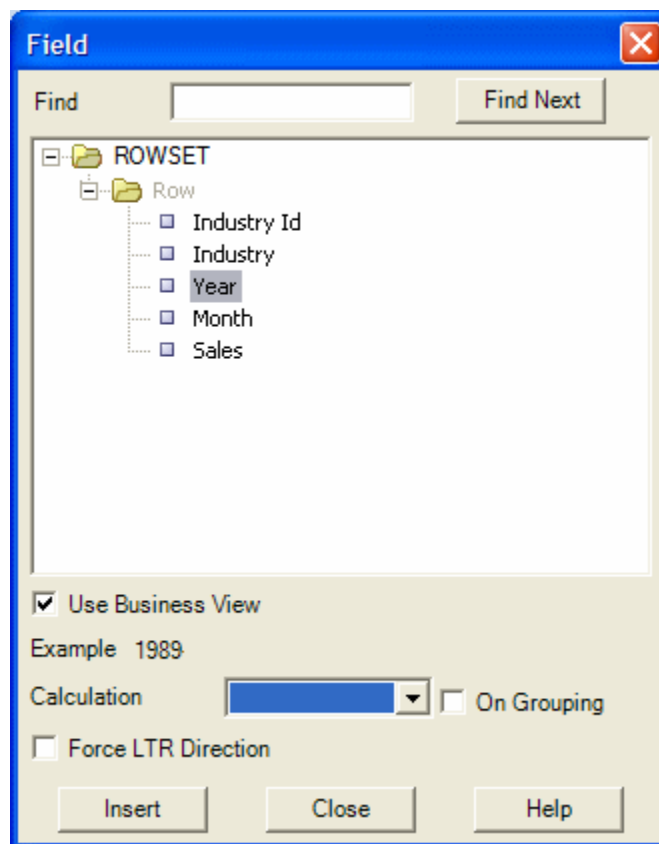 Field
Find Find Next
ROWSET
Row
Industry Id
Industry
Year
Month
Sales
Use Business View
Example 1989
Calculation On Grouping
Force LTR Direction
Insert Close Help